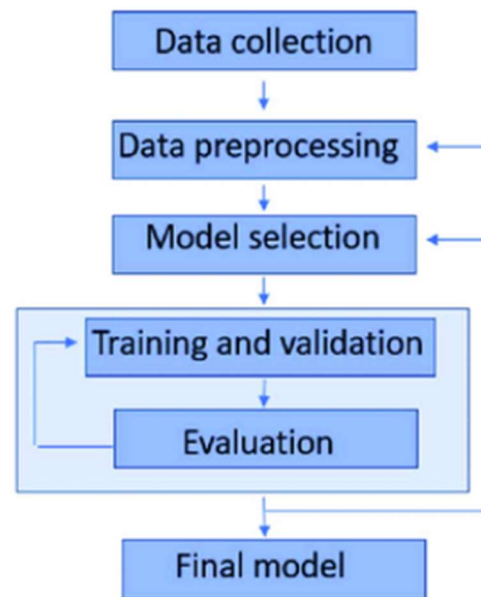 Data collection
Data preprocessing
Model selection
Training and validation
Evaluation
Final model